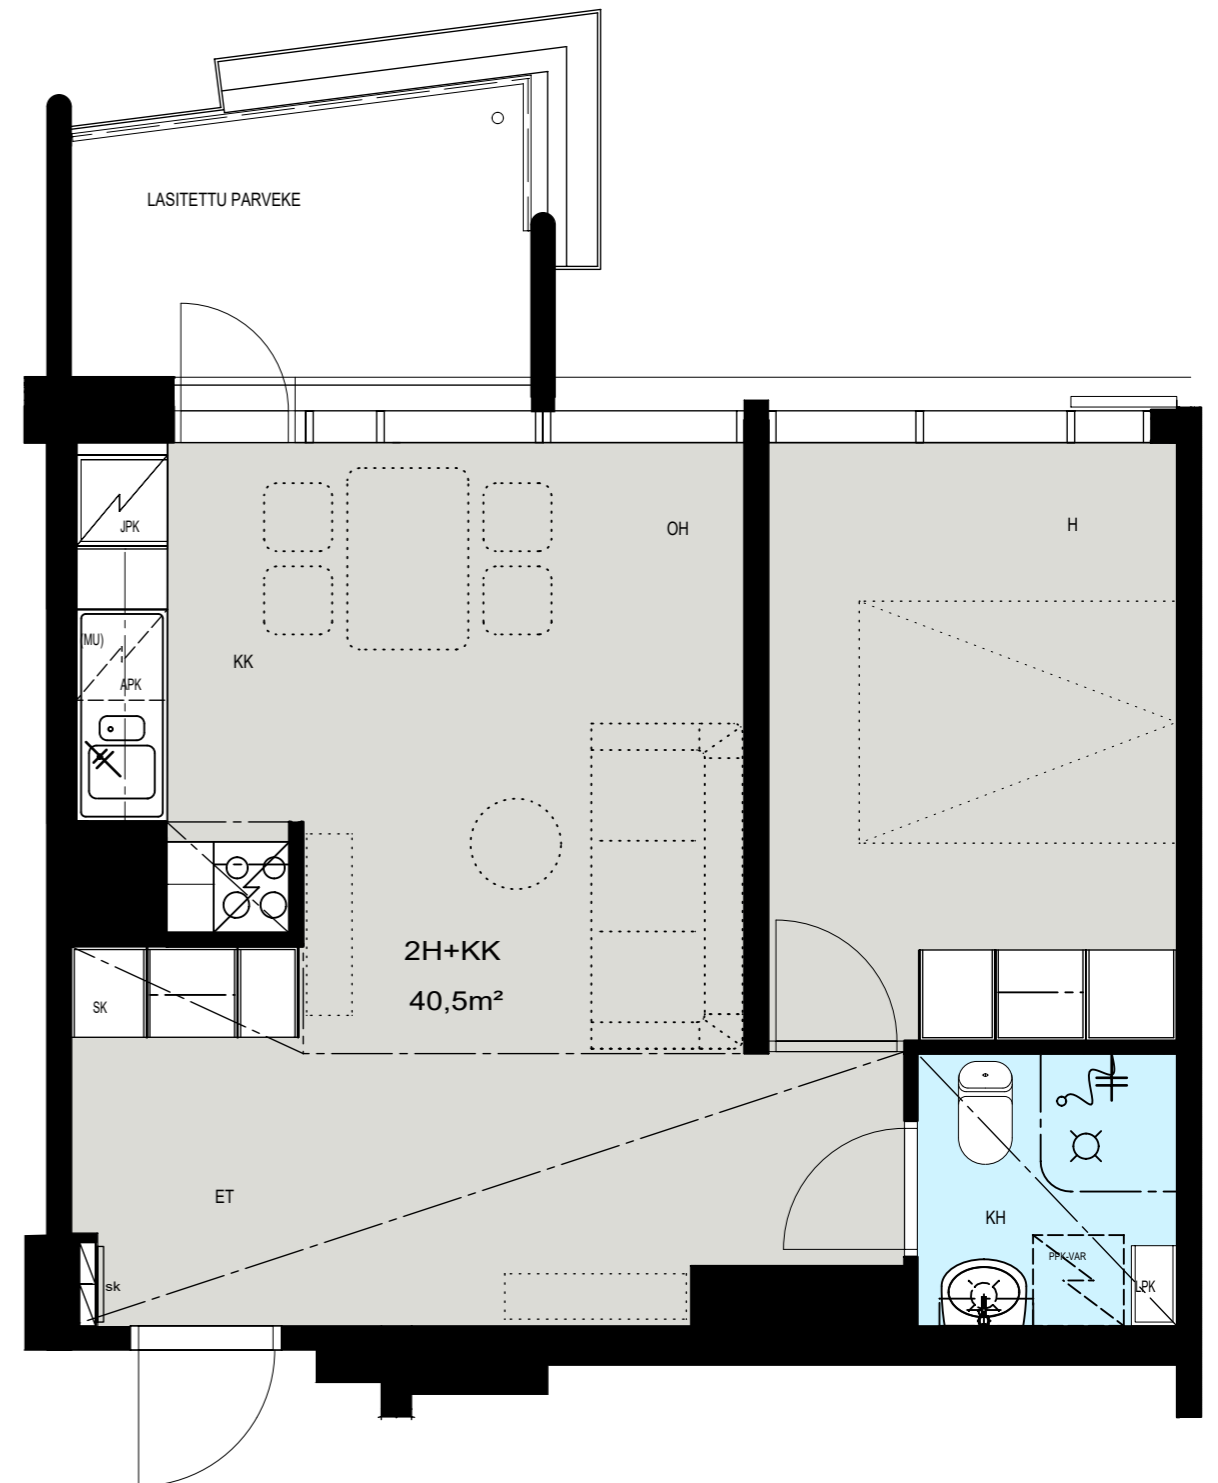 LASITETTU PARVEKE
JPK
OH
H
(MU)
KK
APK
2H+KK
40,5m²
SK
ET
KH
PPK-VAR
sk
LPK